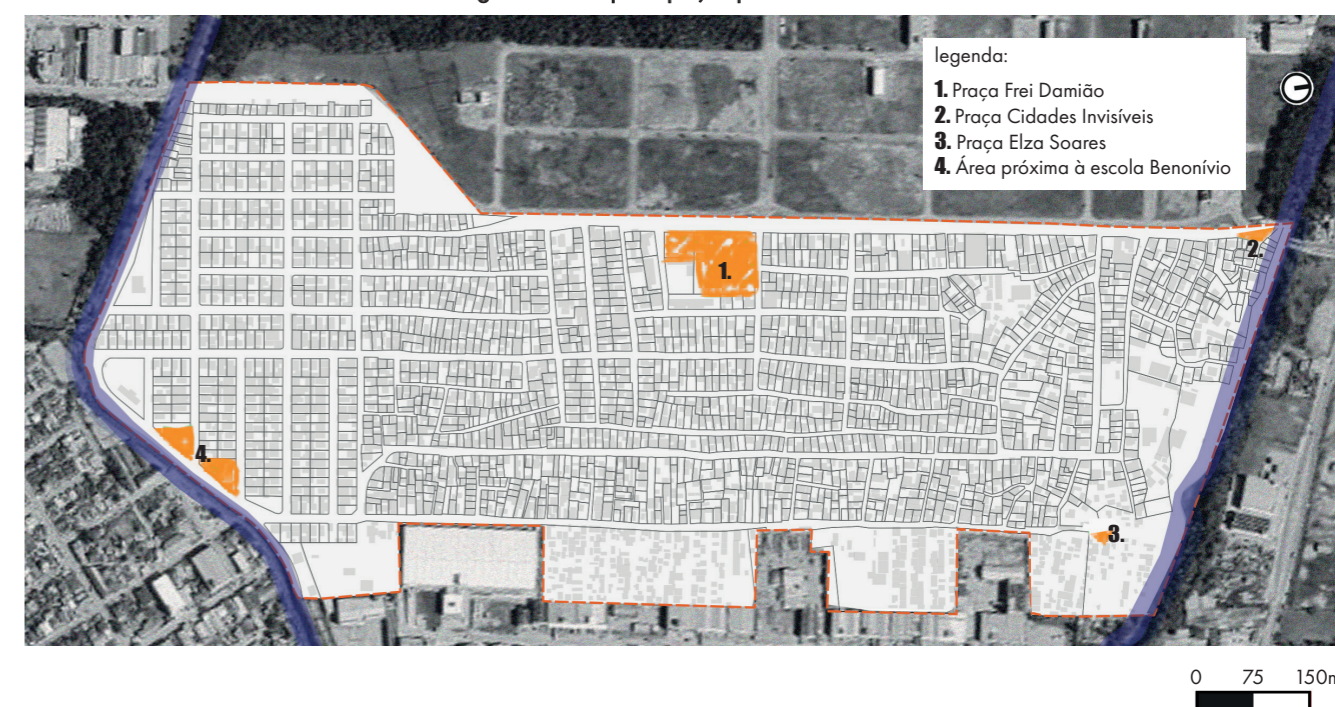 legenda:
1. Praça Frei Damião
2. Praça Cidades Invisíveis
3. Praça Elza Soares
4. Área próxima à escola Benonívio
1.
2.
4.
3.
0 75 150m